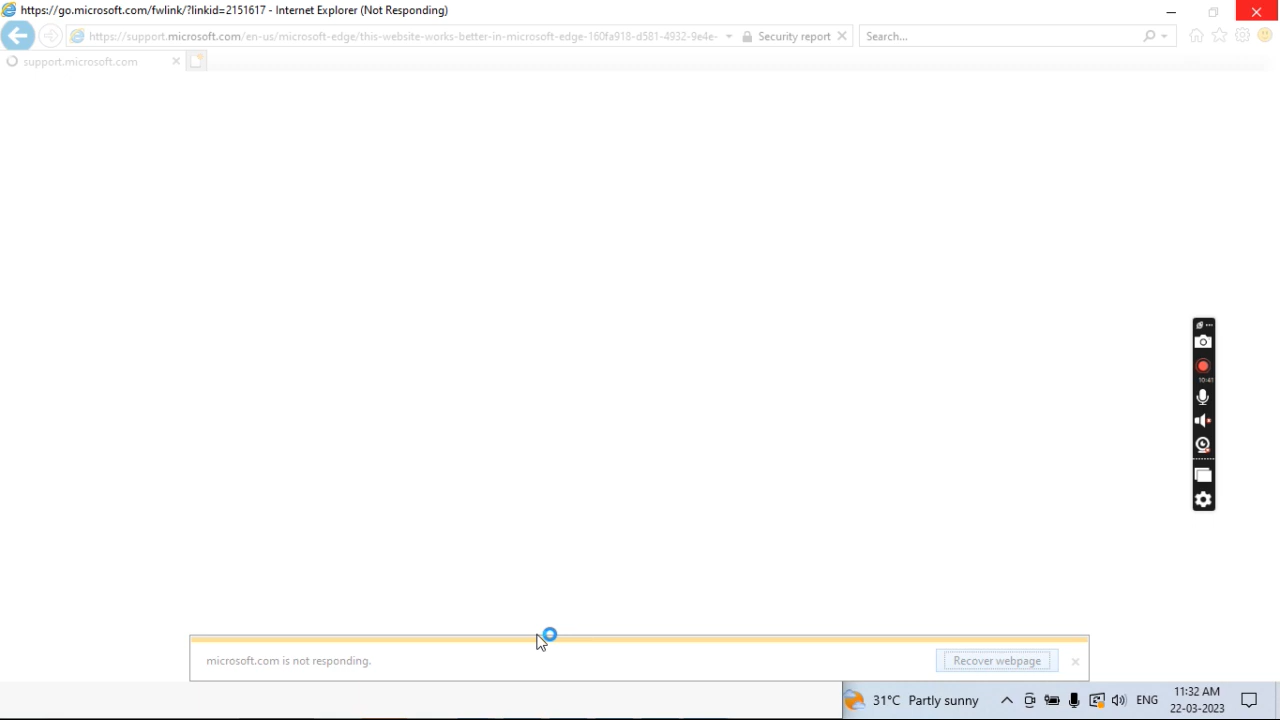 https://go.microsoft.com/fwlink/?linkid=2151617 - Internet Explorer (Not Responding)
https://support.microsoft.com/en-us/microsoft-edge/this-website-works-better-in-microsoft-edge-160fa918-d581-4932-9e4e-
Security report
Search...
support.microsoft.com
10:41
microsoft.com is not responding.
Recover webpage
31°C Partly sunny
ENG
11:32 AM
22-03-2023